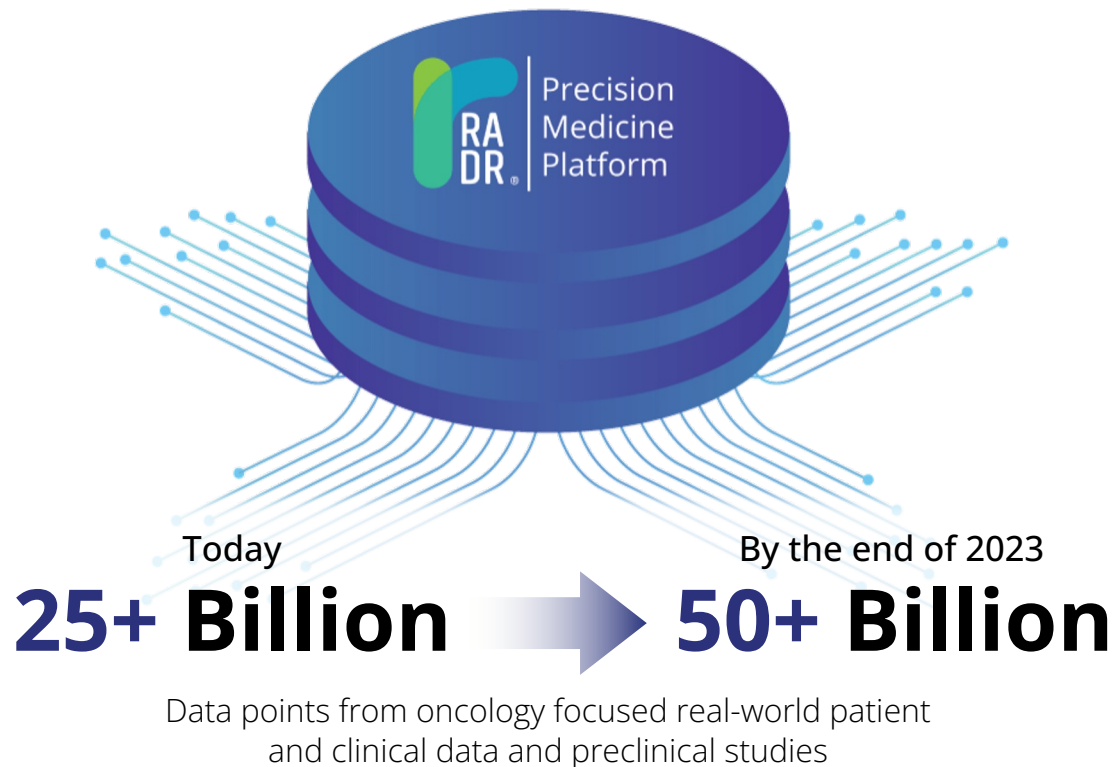 RA
DR®
Precision
Medicine
Platform
Today
By the end of 2023
25+ Billion
50+ Billion
Data points from oncology focused real-world patient
and clinical data and preclinical studies